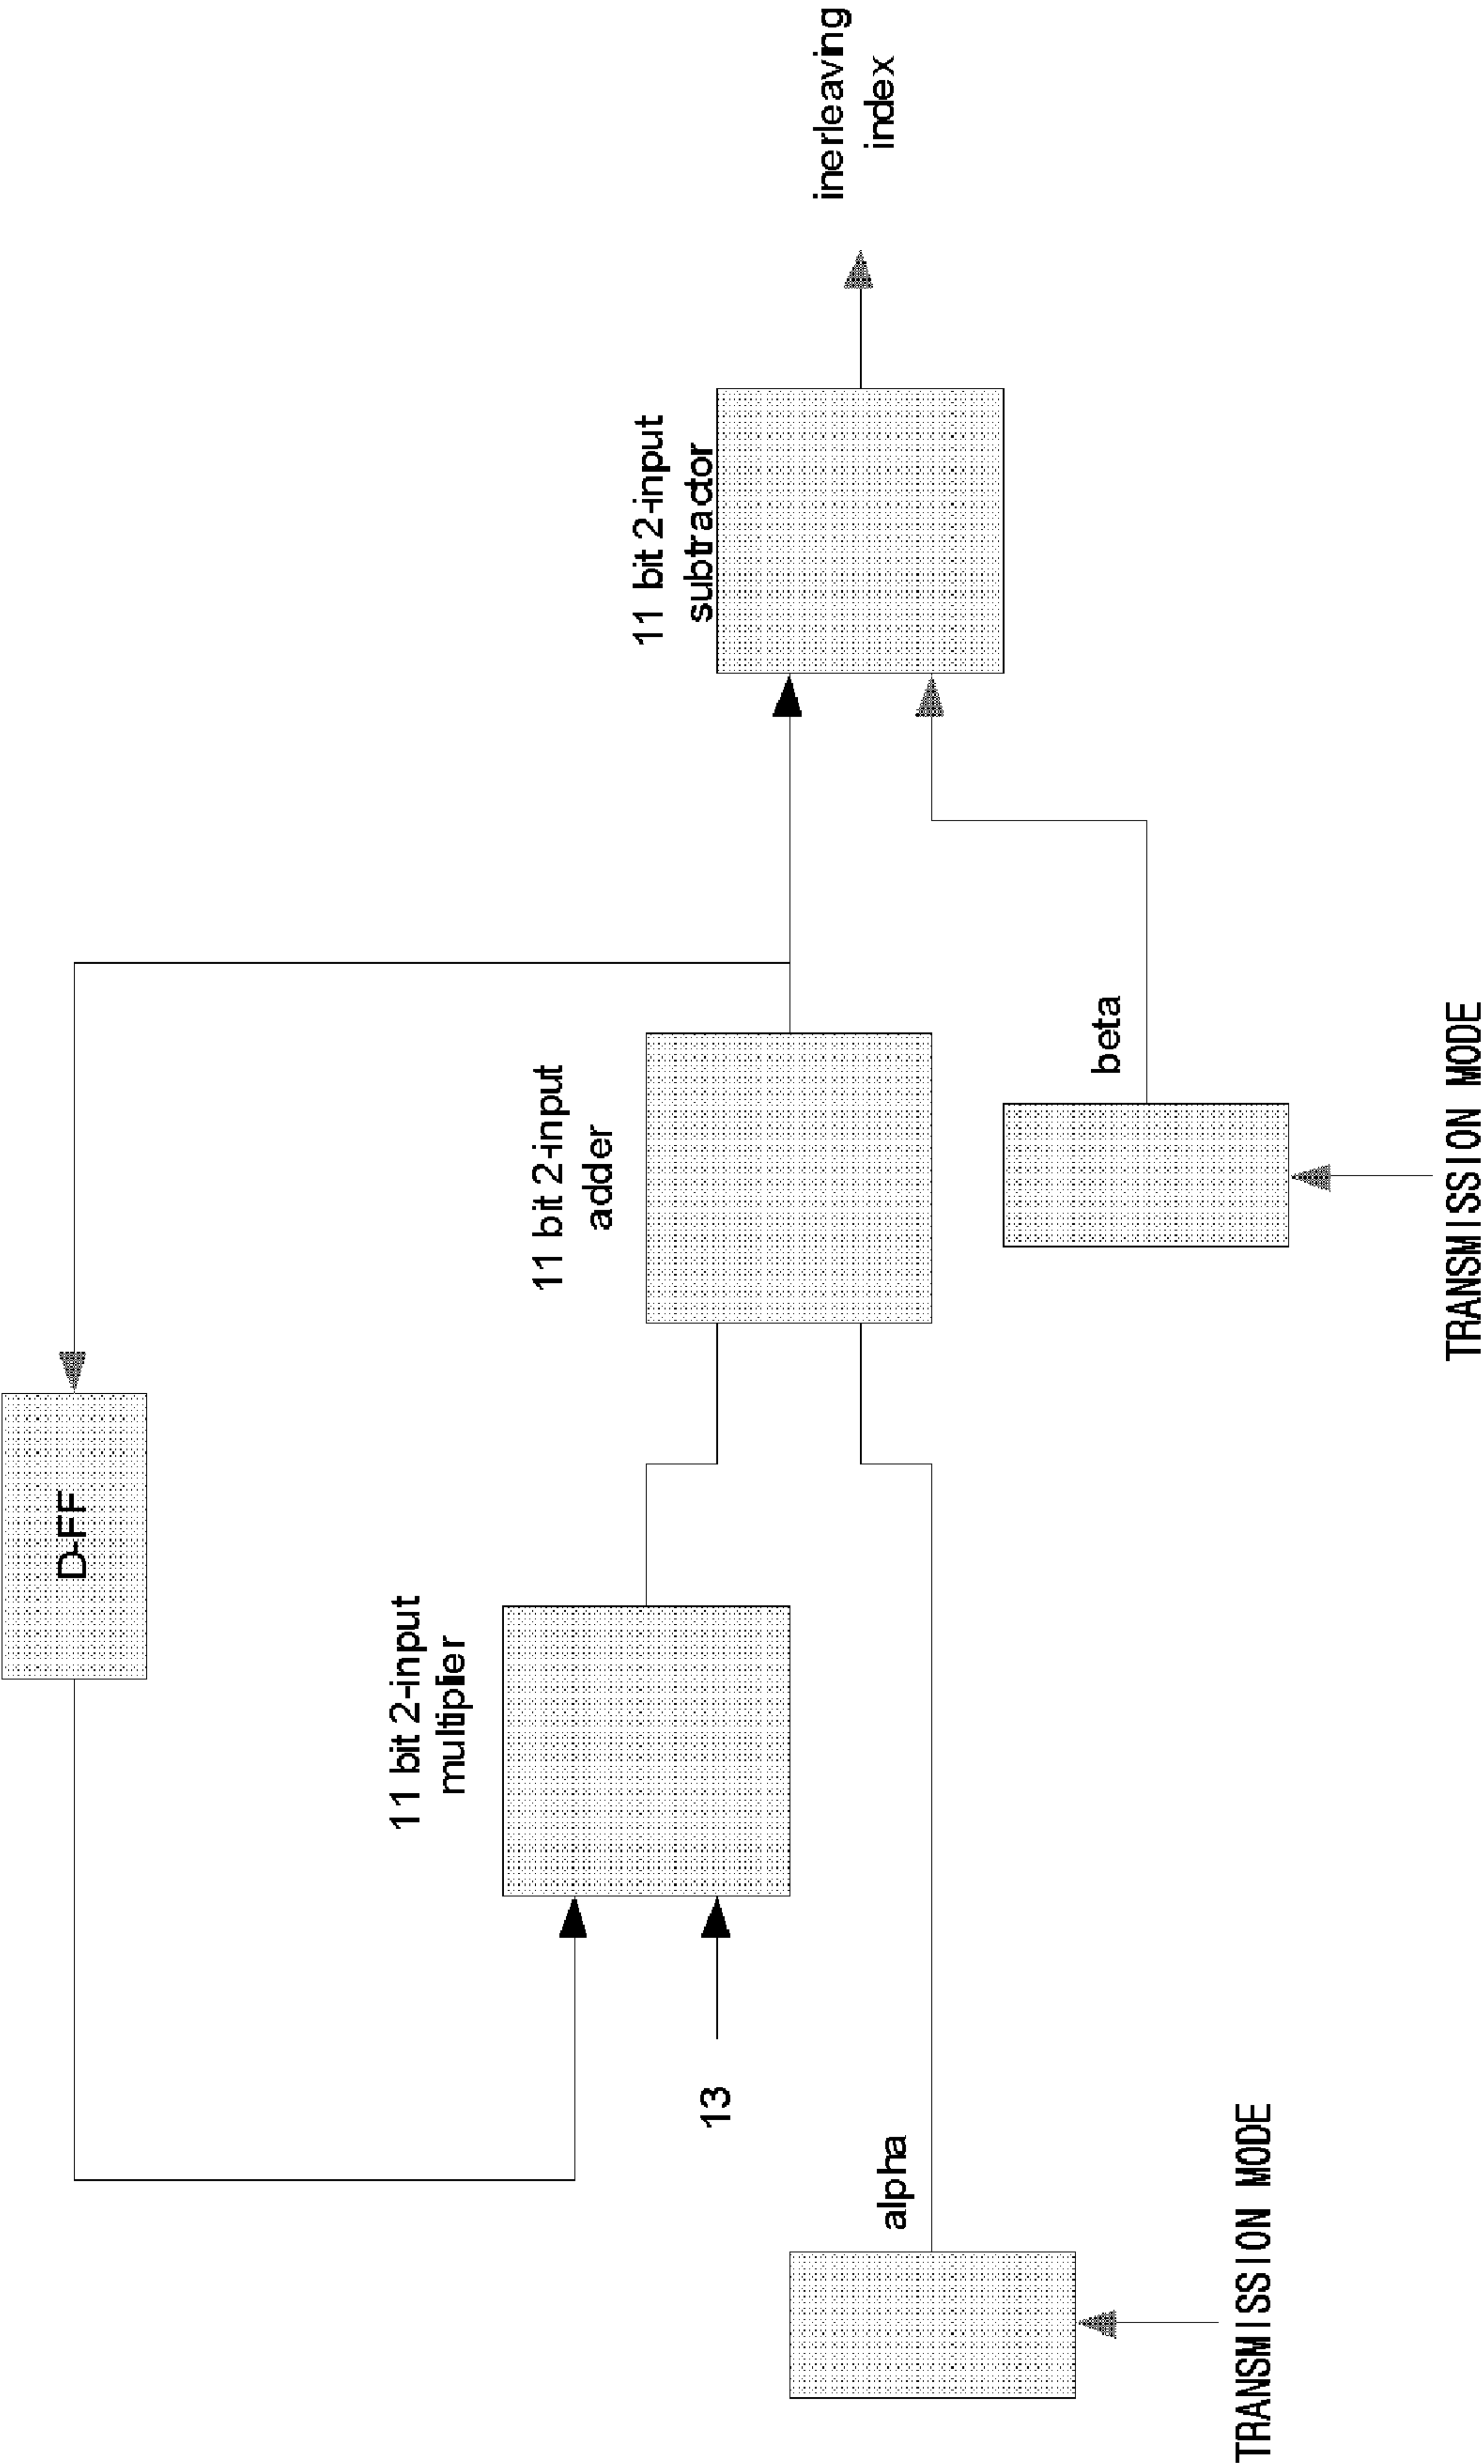 D-FF
11 bit 2-input
multiplier
11 bit 2-input
adder
11 bit 2-input
subtractor
inerleaving
index
13
alpha
beta
TRANSMISSION MODE
TRANSMISSION MODE